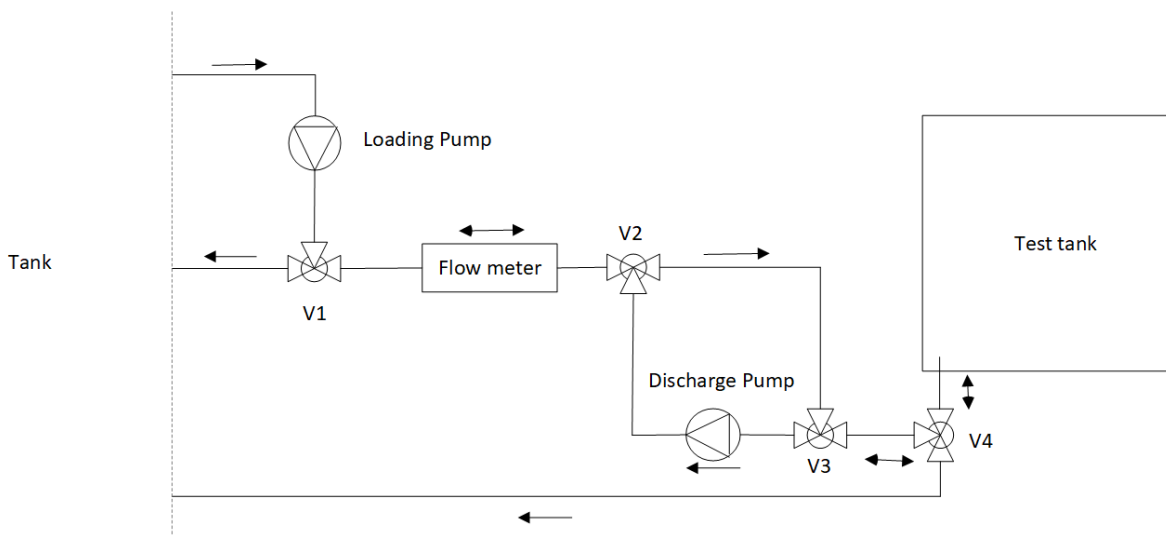 Loading Pump
Tank
V1
Flow meter
V2
Test tank
Discharge Pump
V3
V4